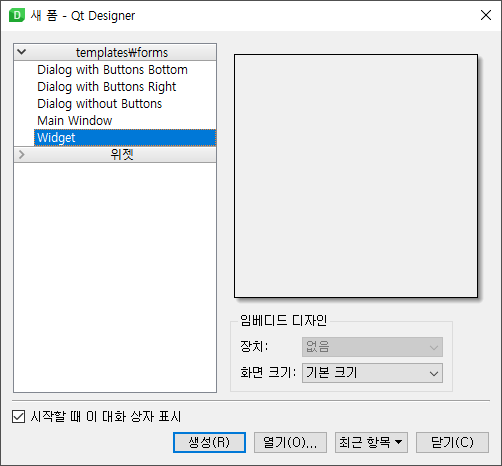 새 폼 - Qt Designer
templates₩forms
Dialog with Buttons Bottom
Dialog with Buttons Right
Dialog without Buttons
Main Window
Widget
위젯
임베디드 디자인
장치: 없음
화면 크기: 기본 크기
시작할 때 이 대화 상자 표시
생성(R) 열기(O)... 최근 항목 닫기(C)